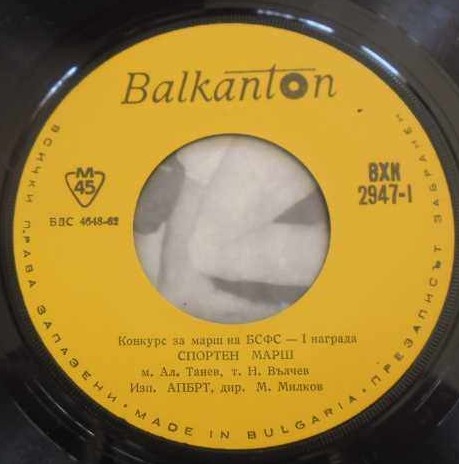 Balkanton
M
45
БДС 4648-62
ВХК
2947-I
Конкурс за марш на БСФС — I награда
СПОРТЕН МАРШ
м. Ал. Танев, т. Н. Вълчев
Изп. АПБРТ, дир. М. Милков
ВСИЧКИ ПРАВА ЗАПАЗЕНИ • MADE IN BULGARIA • ПРЕЗАПИСЪТ ЗАБРАНЕН